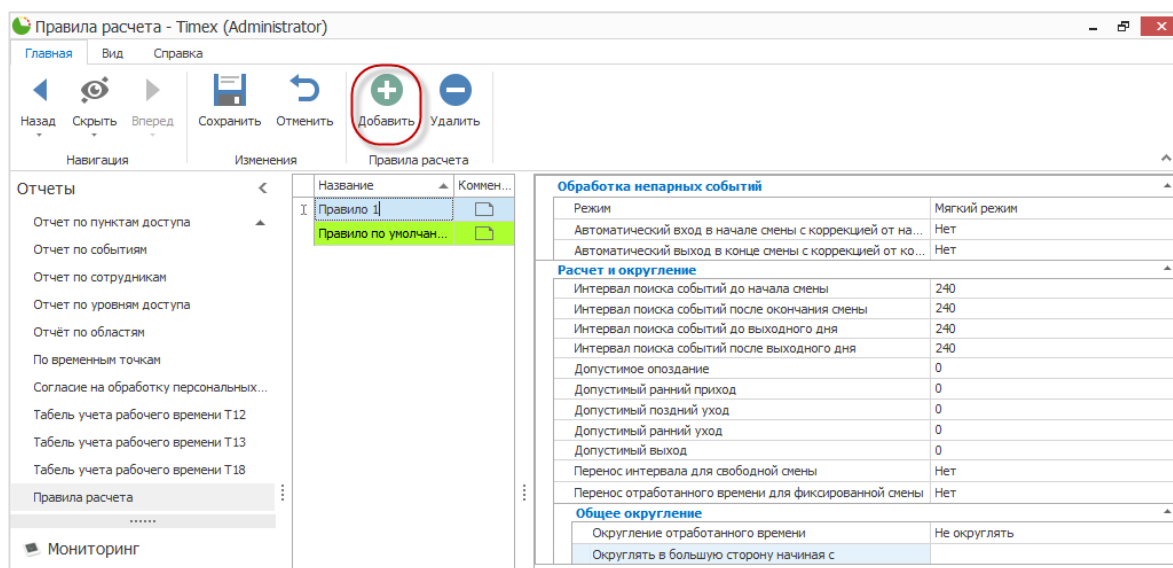 Правила расчета - Timex (Administrator)
Главная Вид Справка
Назад Скрыть Вперед Сохранить Отменить Добавить Удалить
Навигация Изменения Правила расчета
Отчеты
Отчет по пунктам доступа
Отчет по событиям
Отчет по сотрудникам
Отчет по уровням доступа
Отчёт по областям
По временным точкам
Согласие на обработку персональных...
Табель учета рабочего времени Т12
Табель учета рабочего времени Т13
Табель учета рабочего времени Т18
Правила расчета
Мониторинг
Название Коммен...
Правило 1
Правило по умолчан...
Обработка непарных событий
Режим Мягкий режим
Автоматический вход в начале смены с коррекцией от на... Нет
Автоматический выход в конце смены с коррекцией от ко... Нет
Расчет и округление
Интервал поиска событий до начала смены 240
Интервал поиска событий после окончания смены 240
Интервал поиска событий до выходного дня 240
Интервал поиска событий после выходного дня 240
Допустимое опоздание 0
Допустимый ранний приход 0
Допустимый поздний уход 0
Допустимый ранний уход 0
Допустимый выход 0
Перенос интервала для свободной смены Нет
Перенос отработанного времени для фиксированной смены Нет
Общее округление
Округление отработанного времени Не округлять
Округлять в большую сторону начиная с